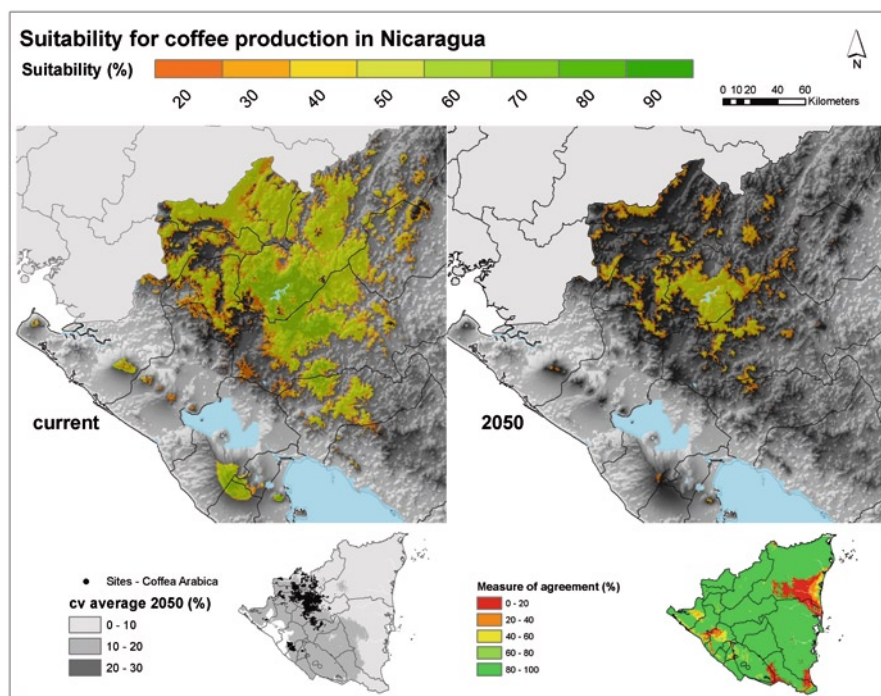 Suitability for coffee production in Nicaragua
Suitability (%)
20 30 40 50 60 70 80 90
N
0 10 20 40 60
Kilometers
current
2050
Sites - Coffea Arabica
cv average 2050 (%)
0 - 10
10 - 20
20 - 30
Measure of agreement (%)
0 - 20
20 - 40
40 - 60
60 - 80
80 - 100